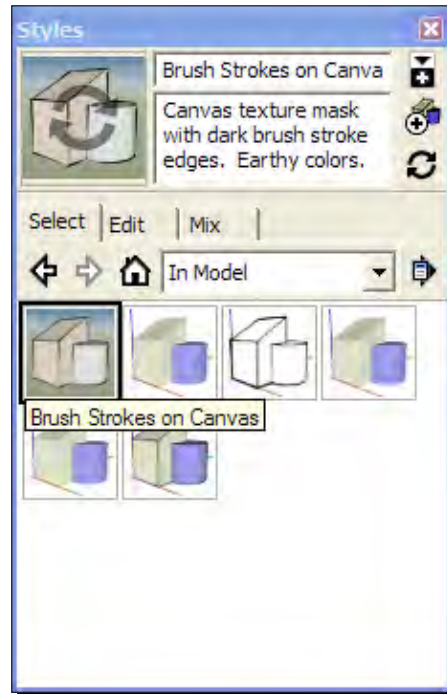 Styles
Brush Strokes on Canva
Canvas texture mask
with dark brush stroke
edges. Earthy colors.
Select Edit Mix
In Model
Brush Strokes on Canvas